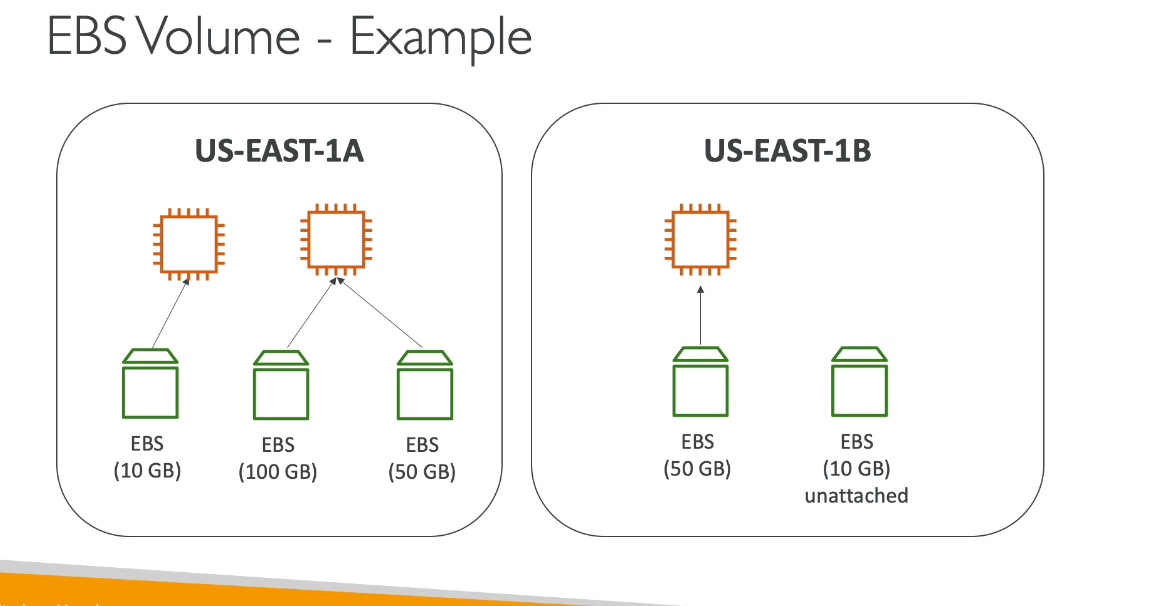 EBS Volume - Example
US-EAST-1A
EBS
(10 GB)
EBS
(100 GB)
EBS
(50 GB)
US-EAST-1B
EBS
(50 GB)
EBS
(10 GB)
unattached